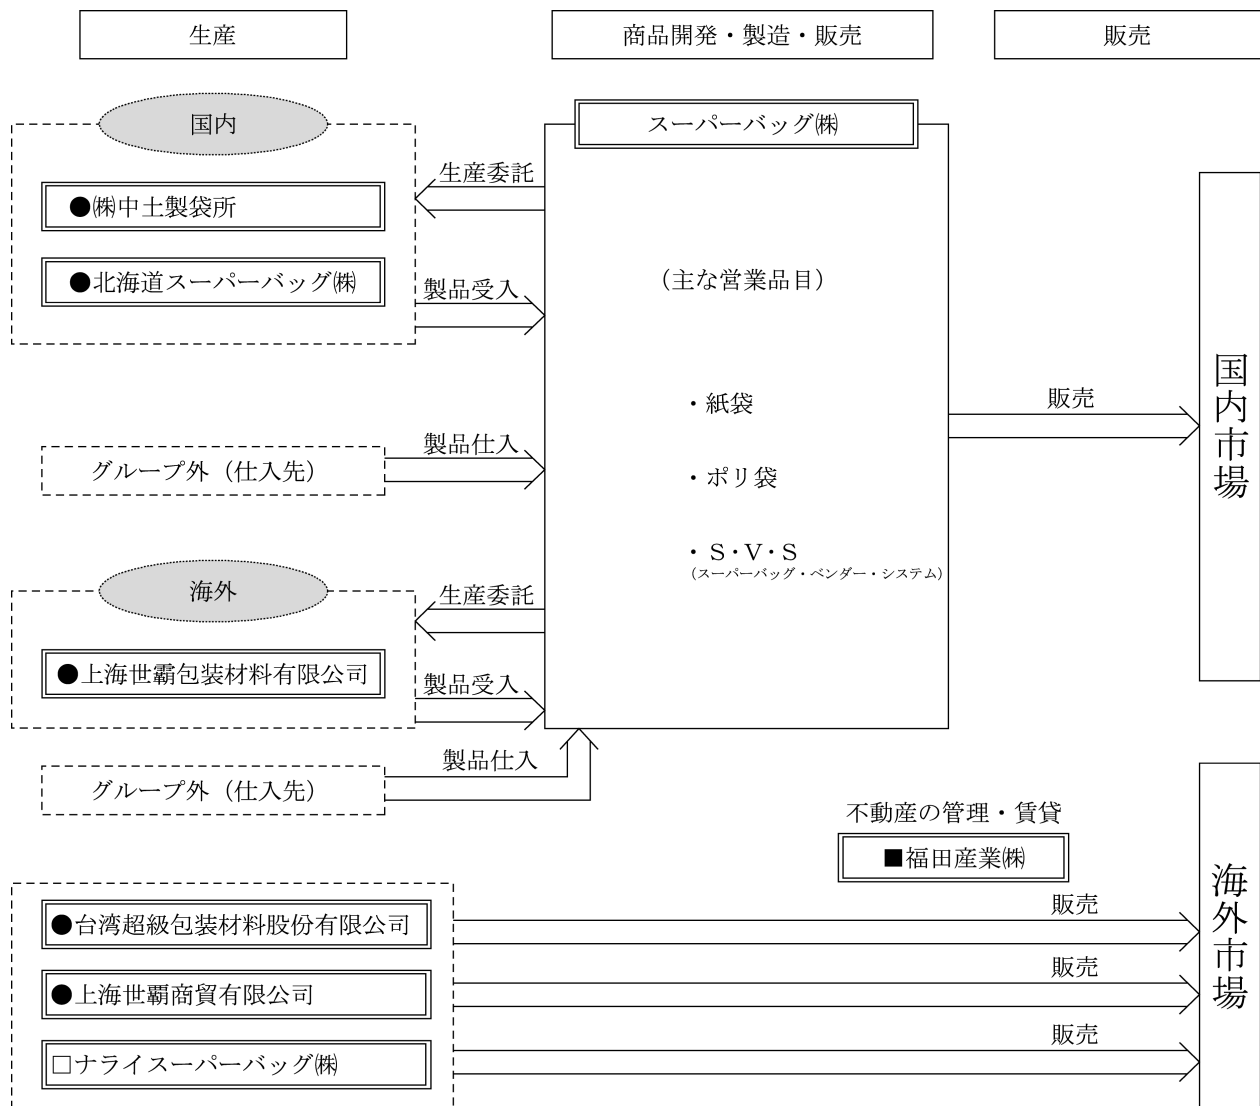 生産
商品開発・製造・販売
販売
国内
スーパーバッグ㈱
●㈱中土製袋所
●北海道スーパーバッグ㈱
生産委託
製品受入
(主な営業品目)
・紙袋
・ポリ袋
・S・V・S
(スーパーバッグ・ベンダー・システム)
販売
国内市場
グループ外(仕入先)
製品仕入
海外
●上海世霸包装材料有限公司
生産委託
製品受入
グループ外(仕入先)
製品仕入
不動産の管理・賃貸
■福田産業㈱
●台湾超級包装材料股份有限公司
販売
●上海世霸商貿有限公司
販売
□ナライスーパーバッグ㈱
販売
海外市場